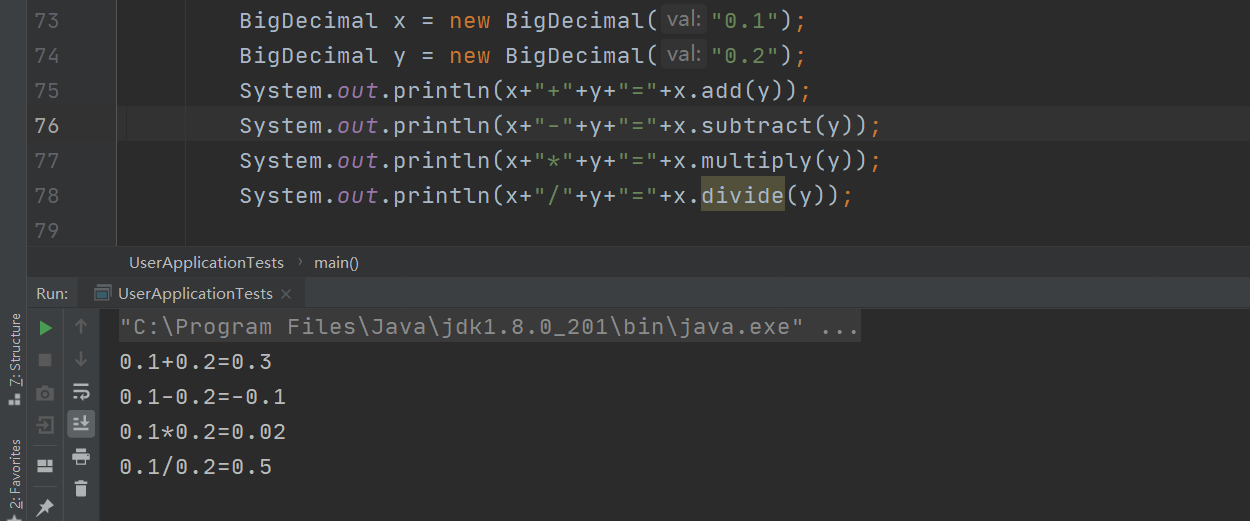 73 BigDecimal x = new BigDecimal( val: "0.1");
74 BigDecimal y = new BigDecimal( val: "0.2");
75 System.out.println(x+"+"+y+"="+x.add(y));
76 System.out.println(x+"-"+y+"="+x.subtract(y));
77 System.out.println(x+"*"+y+"="+x.multiply(y));
78 System.out.println(x+"/"+y+"="+x.divide(y));
79
UserApplicationTests › main()
Run: UserApplicationTests ×
7: Structure
2: Favorites
"C:\Program Files\Java\jdk1.8.0_201\bin\java.exe" ...
0.1+0.2=0.3
0.1-0.2=-0.1
0.1*0.2=0.02
0.1/0.2=0.5